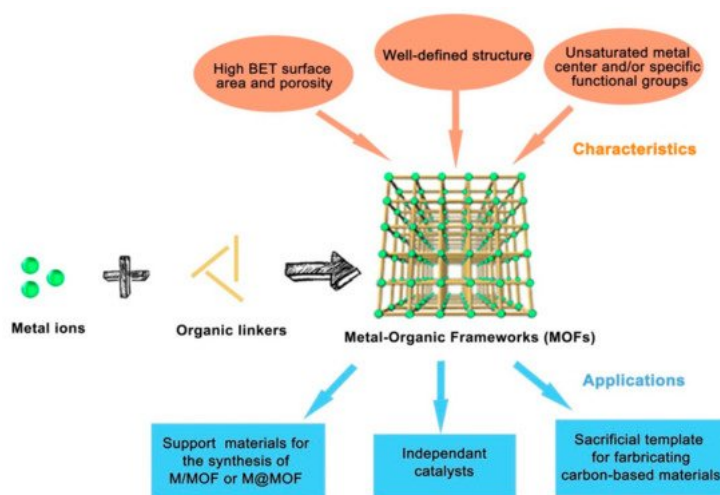 High BET surface
area and porosity
Well-defined structure
Unsaturated metal
center and/or specific
functional groups
Characteristics
Metal ions
Organic linkers
Metal-Organic Frameworks (MOFs)
Applications
Support materials for
the synthesis of
M/MOF or M@MOF
Independant
catalysts
Sacrificial template
for farbricating
carbon-based materials